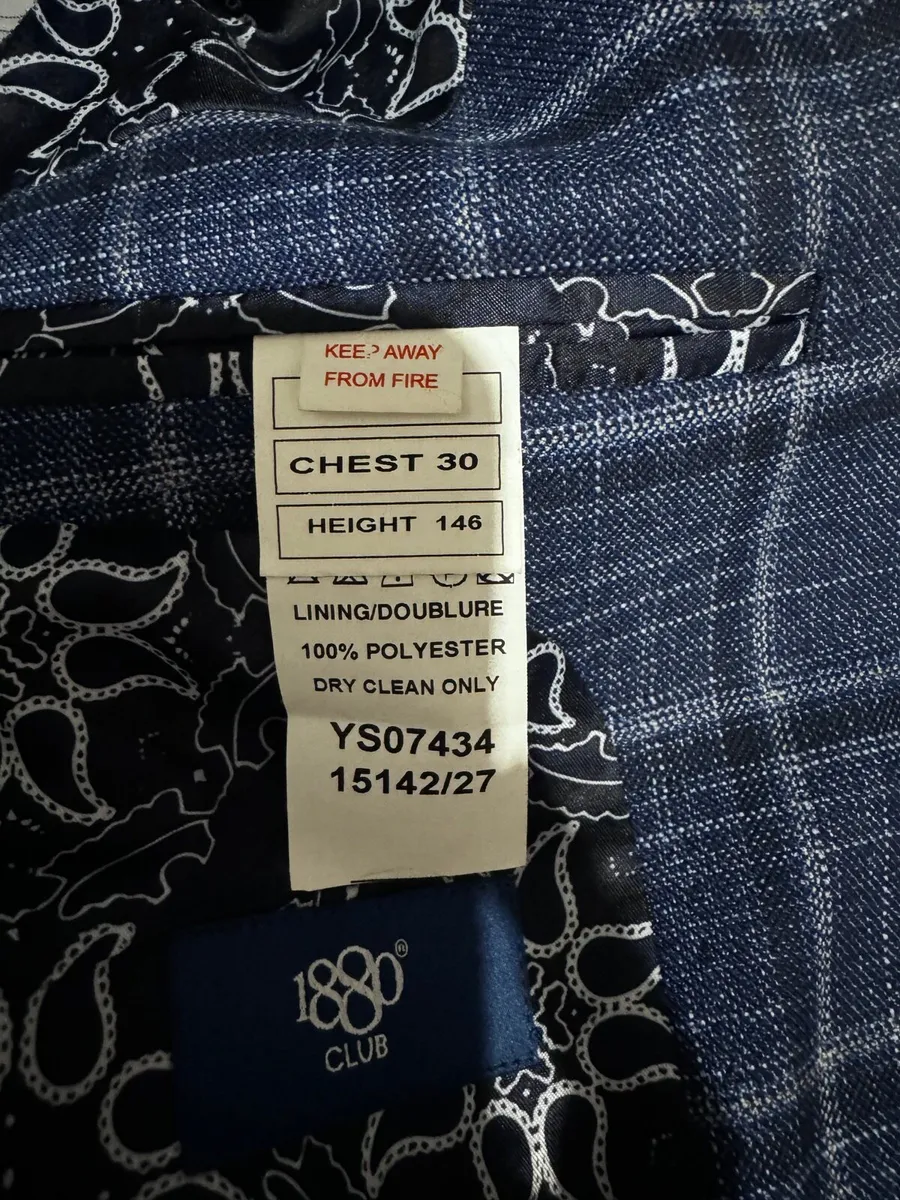 KEEP AWAY
FROM FIRE
CHEST 30
HEIGHT 146
LINING/DOUBLURE
100% POLYESTER
DRY CLEAN ONLY
YS07434
15142/27
1880®
CLUB